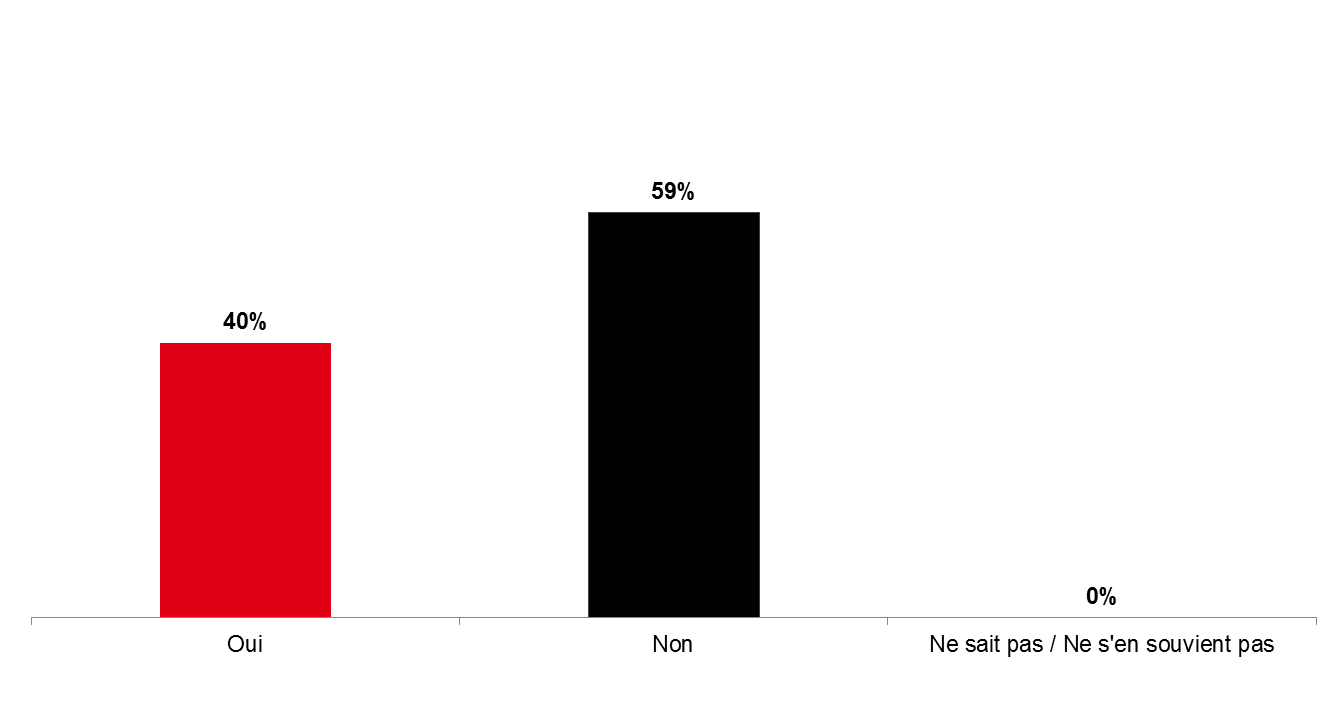 59%
40%
0%
Oui
Non
Ne sait pas / Ne s'en souvient pas